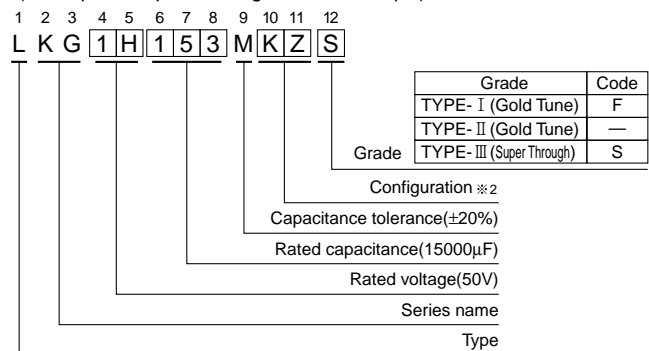 1 2 3 4 5 6 7 8 9 10 11 12
L K G 1 H 1 5 3 M K Z S
Grade Code
TYPE-Ⅰ(Gold Tune) F
TYPE-Ⅱ(Gold Tune) —
Grade TYPE-Ⅲ(Super Through) S
Configuration ※2
Capacitance tolerance(±20%)
Rated capacitance(15000µF)
Rated voltage(50V)
Series name
Type